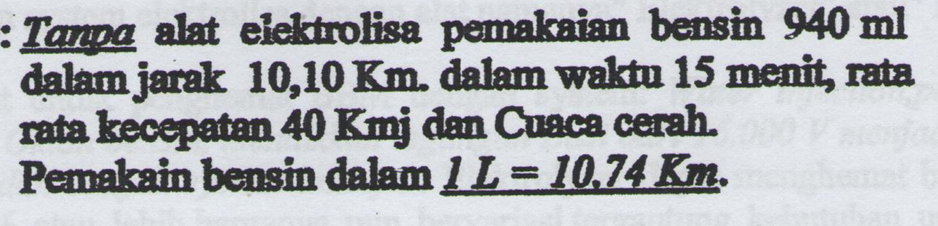 : Tanpa alat elektrolisa pemakaian bensin 940 ml
dalam jarak 10,10 Km. dalam waktu 15 menit, rata
rata kecepatan 40 Kmj dan Cuaca cerah.
Pemakain bensin dalam 1 L = 10,74 Km.